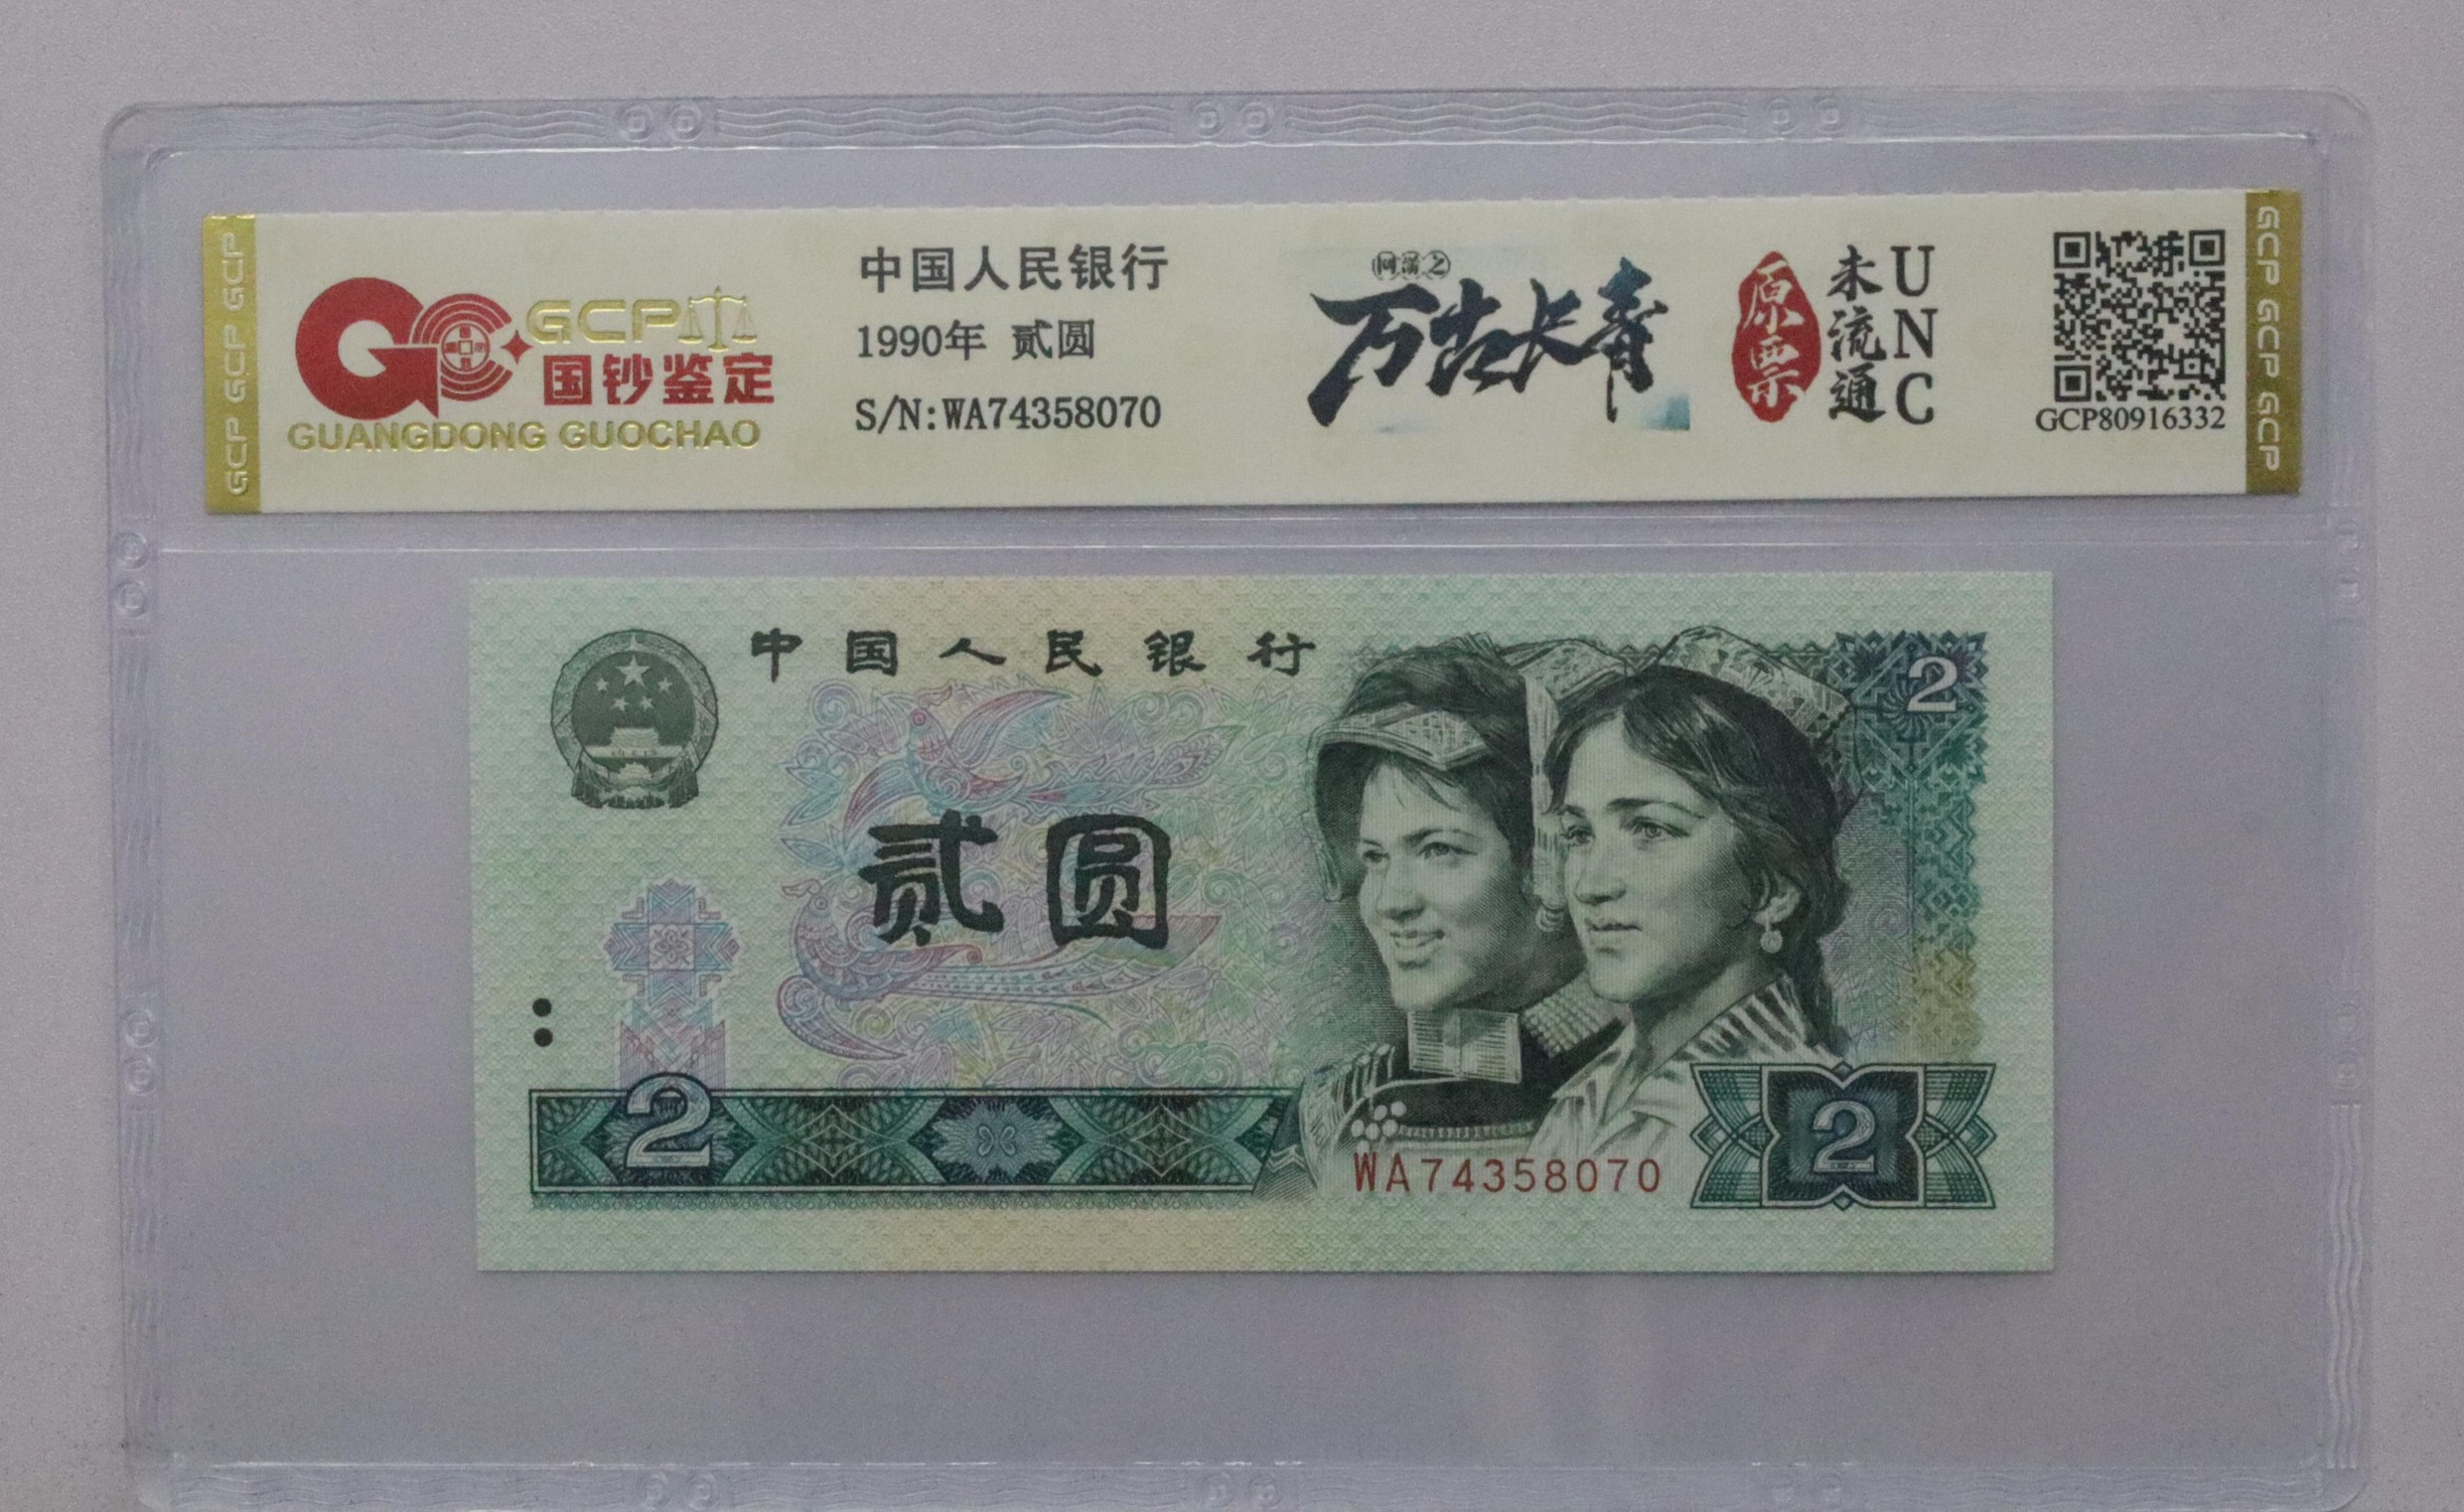 GCP GCP GCP
GCP
国钞鉴定
GUANGDONG GUOCHAO
中国人民银行
1990年 贰圆
S/N:WA74358070
万古长青
原票
未流通
UNC
GCP80916332
GCP GCP GCP
中国人民银行
2
贰圆
2
WA74358070
2